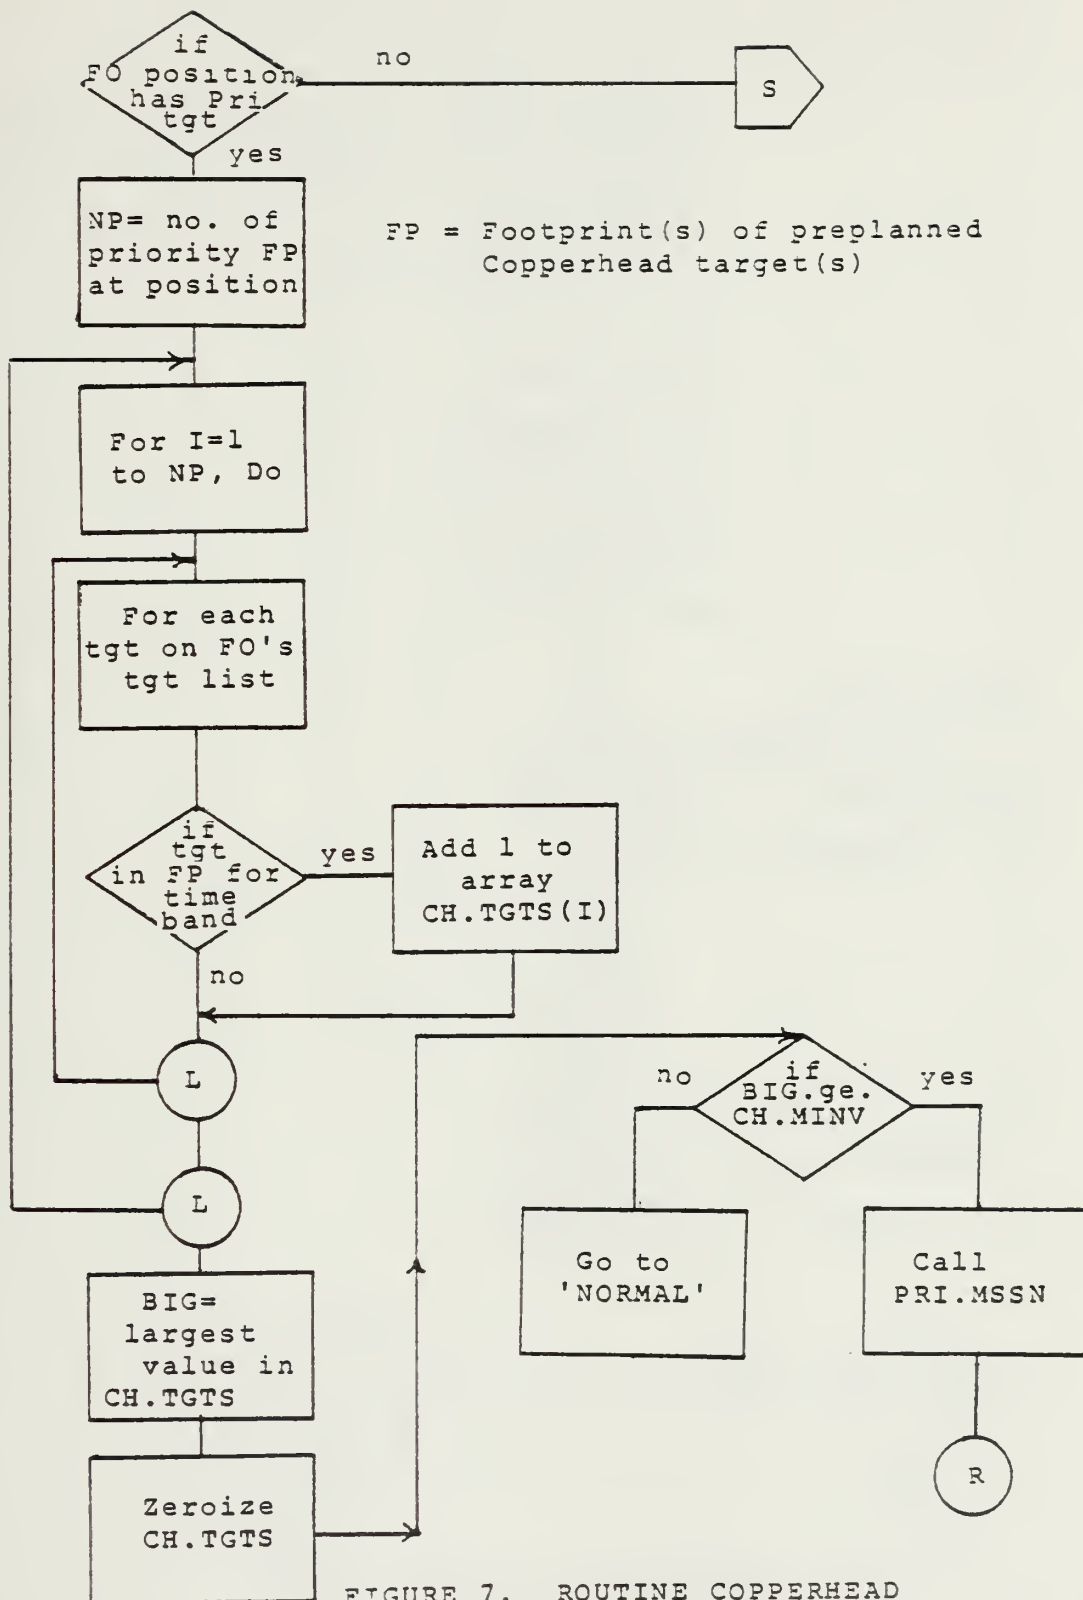 if
FO position
has Pri
tgt
no
S
yes
NP= no. of
priority FP
at position
FP = Footprint(s) of preplanned
Copperhead target(s)
For I=1
to NP, Do
For each
tgt on FO's
tgt list
if
tgt
in FP for
time
band
yes
Add 1 to
array
CH.TGTS(I)
no
L
L
BIG=
largest
value in
CH.TGTS
Zeroize
CH.TGTS
if
BIG.ge.
CH.MINV
no
yes
Go to
'NORMAL'
Call
PRI.MSSN
R
FIGURE 7. ROUTINE COPPERHEAD